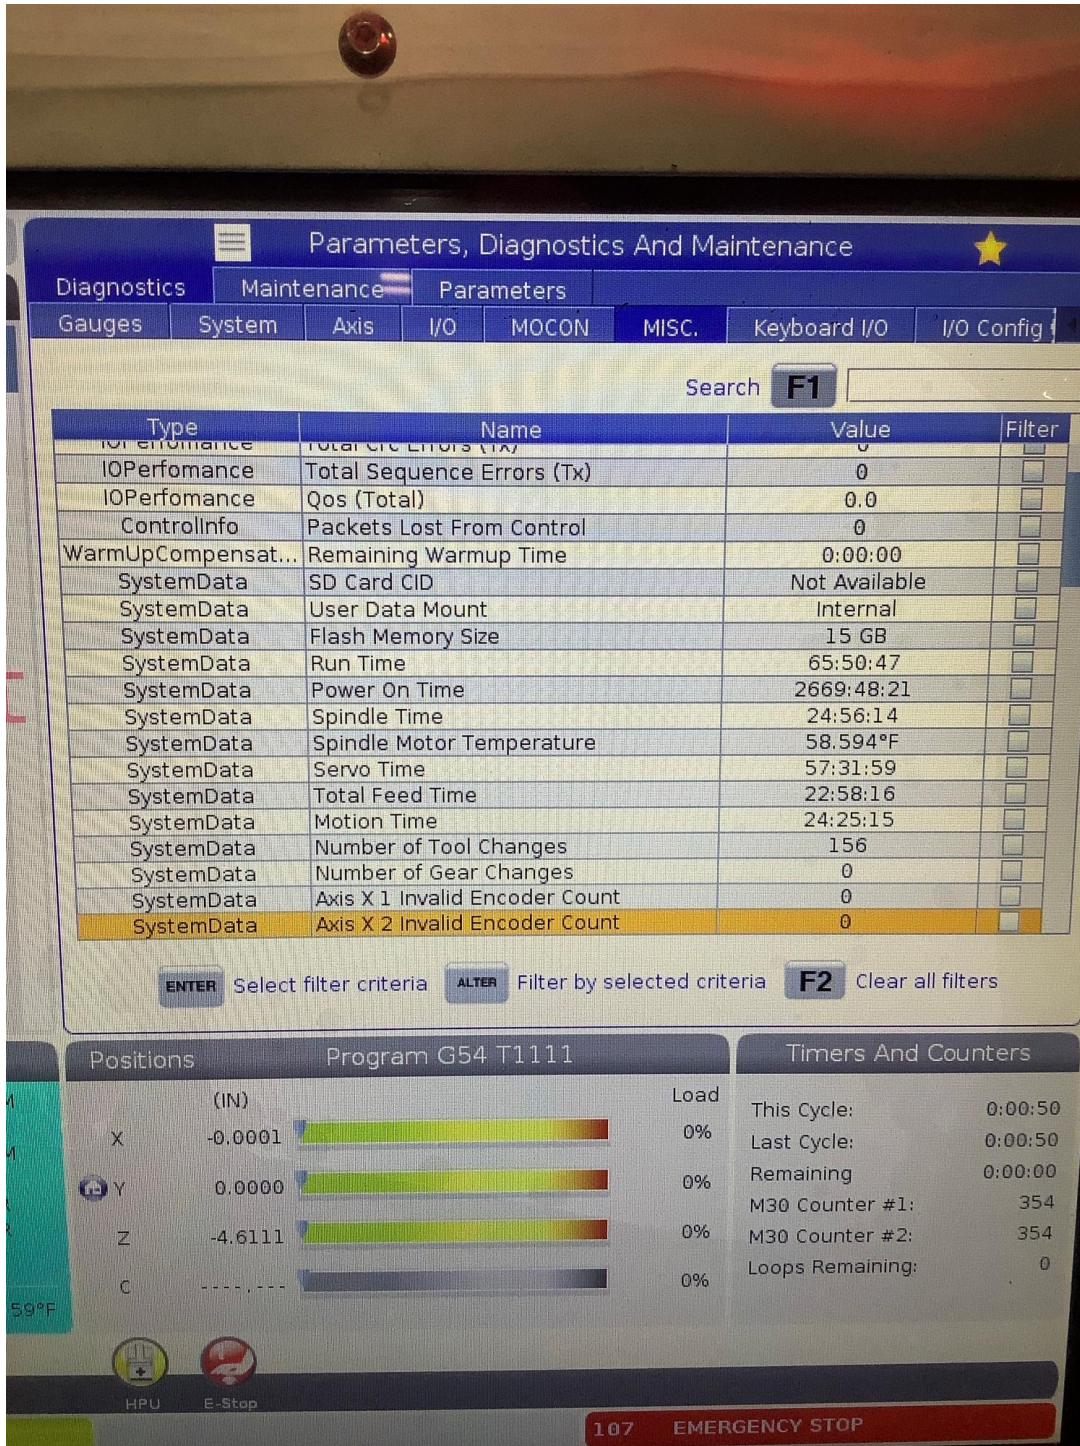 Parameters, Diagnostics And Maintenance
Diagnostics Maintenance Parameters
Gauges System Axis I/O MOCON MISC. Keyboard I/O I/O Config
Search F1
Type Name Value Filter
IOPerfomance Total Crc Errors (Tx) 0
IOPerfomance Total Sequence Errors (Tx) 0
IOPerfomance Qos (Total) 0.0
ControlInfo Packets Lost From Control 0
WarmUpCompensat... Remaining Warmup Time 0:00:00
SystemData SD Card CID Not Available
SystemData User Data Mount Internal
SystemData Flash Memory Size 15 GB
SystemData Run Time 65:50:47
SystemData Power On Time 2669:48:21
SystemData Spindle Time 24:56:14
SystemData Spindle Motor Temperature 58.594°F
SystemData Servo Time 57:31:59
SystemData Total Feed Time 22:58:16
SystemData Motion Time 24:25:15
SystemData Number of Tool Changes 156
SystemData Number of Gear Changes 0
SystemData Axis X 1 Invalid Encoder Count 0
SystemData Axis X 2 Invalid Encoder Count 0
ENTER Select filter criteria ALTER Filter by selected criteria F2 Clear all filters
Positions Program G54 T1111
(IN) Load
X -0.0001 0%
Y 0.0000 0%
Z -4.6111 0%
C ----.--- 0%
59°F
Timers And Counters
This Cycle: 0:00:50
Last Cycle: 0:00:50
Remaining 0:00:00
M30 Counter #1: 354
M30 Counter #2: 354
Loops Remaining: 0
HPU E-Stop
107 EMERGENCY STOP